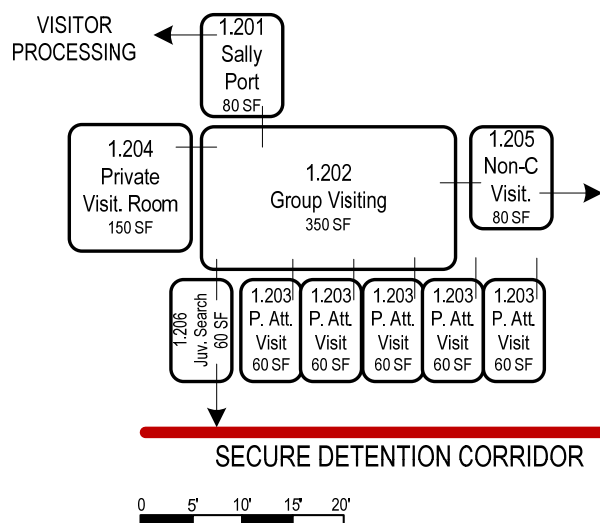 VISITOR
PROCESSING
1.201
Sally
Port
80 SF
1.204
Private
Visit. Room
150 SF
1.202
Group Visiting
350 SF
1.205
Non-C
Visit.
80 SF
1.206
Juv. Search
60 SF
1.203
P. Att.
Visit
60 SF
1.203
P. Att.
Visit
60 SF
1.203
P. Att.
Visit
60 SF
1.203
P. Att.
Visit
60 SF
1.203
P. Att.
Visit
60 SF
SECURE DETENTION CORRIDOR
0 5' 10' 15' 20'